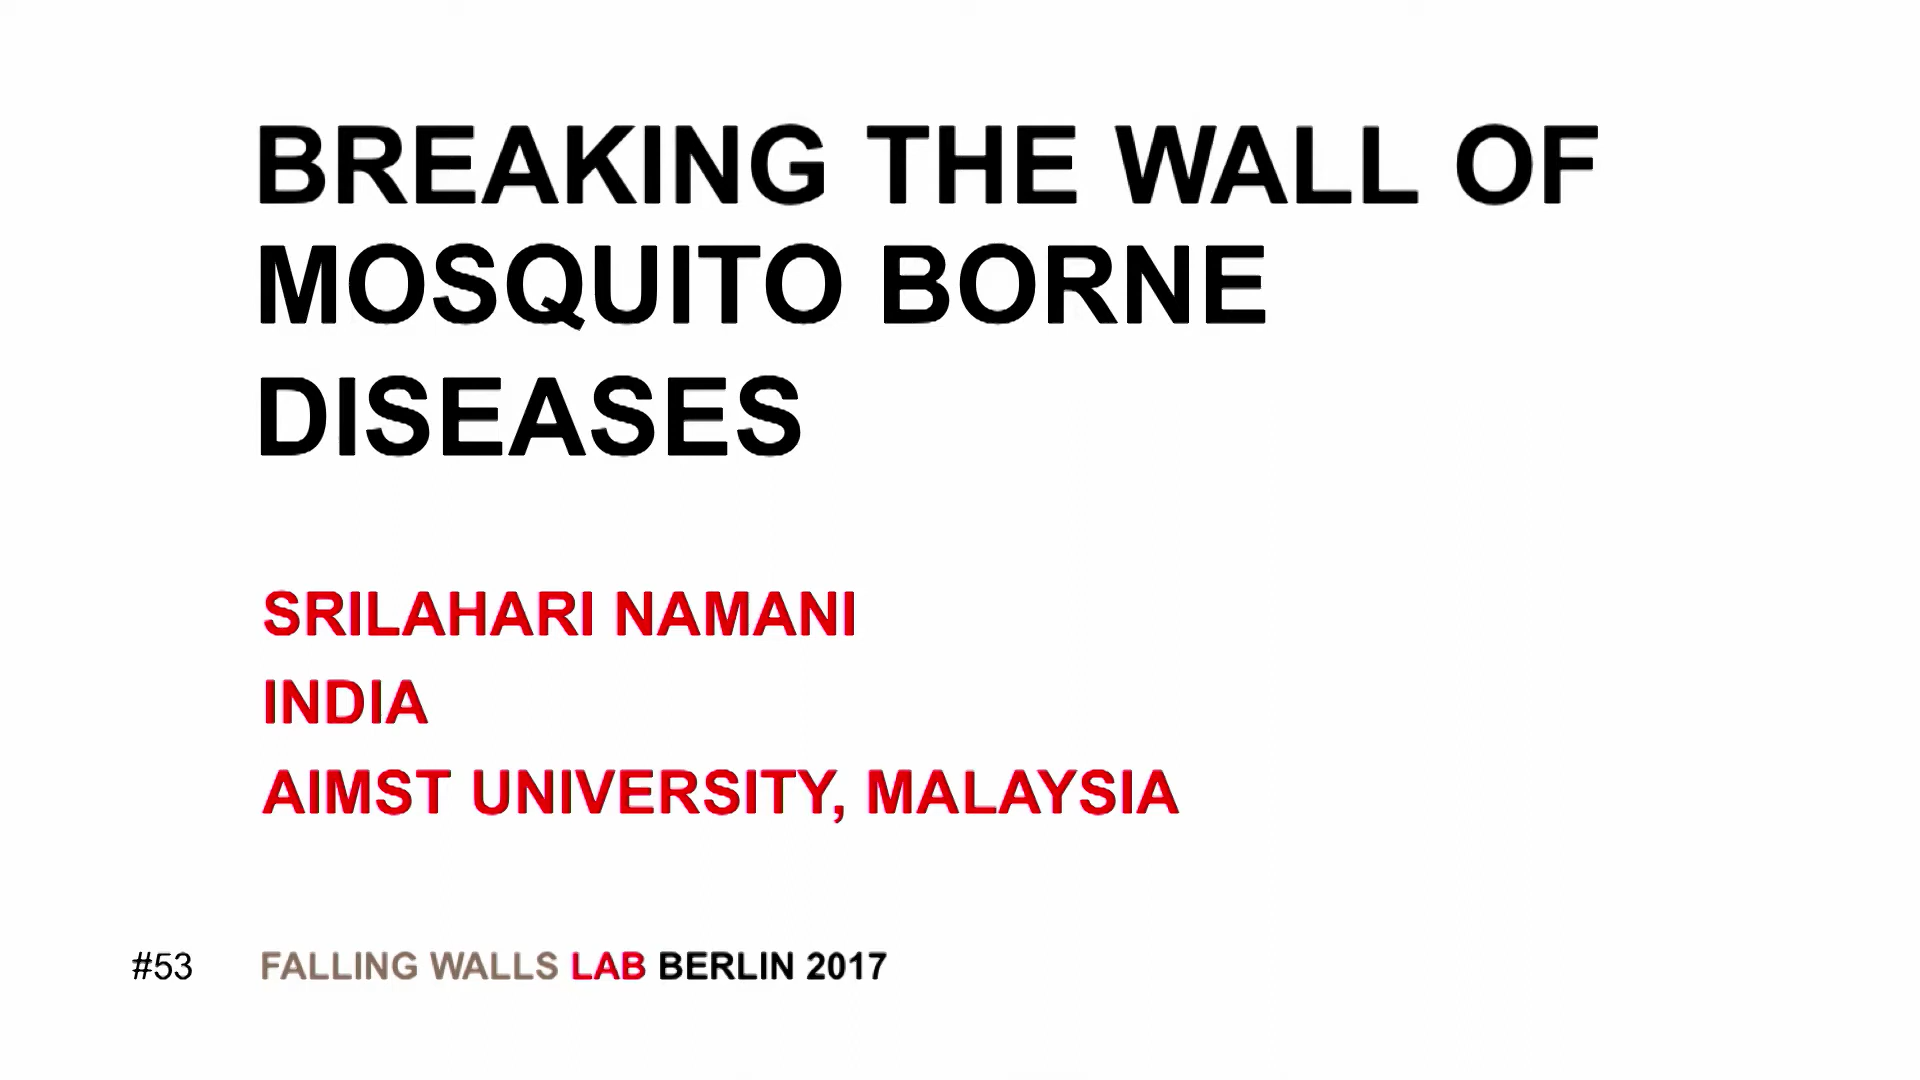 BREAKING THE WALL OF
MOSQUITO BORNE
DISEASES
SRILAHARI NAMANI
INDIA
AIMST UNIVERSITY, MALAYSIA
#53 FALLING WALLS LAB BERLIN 2017